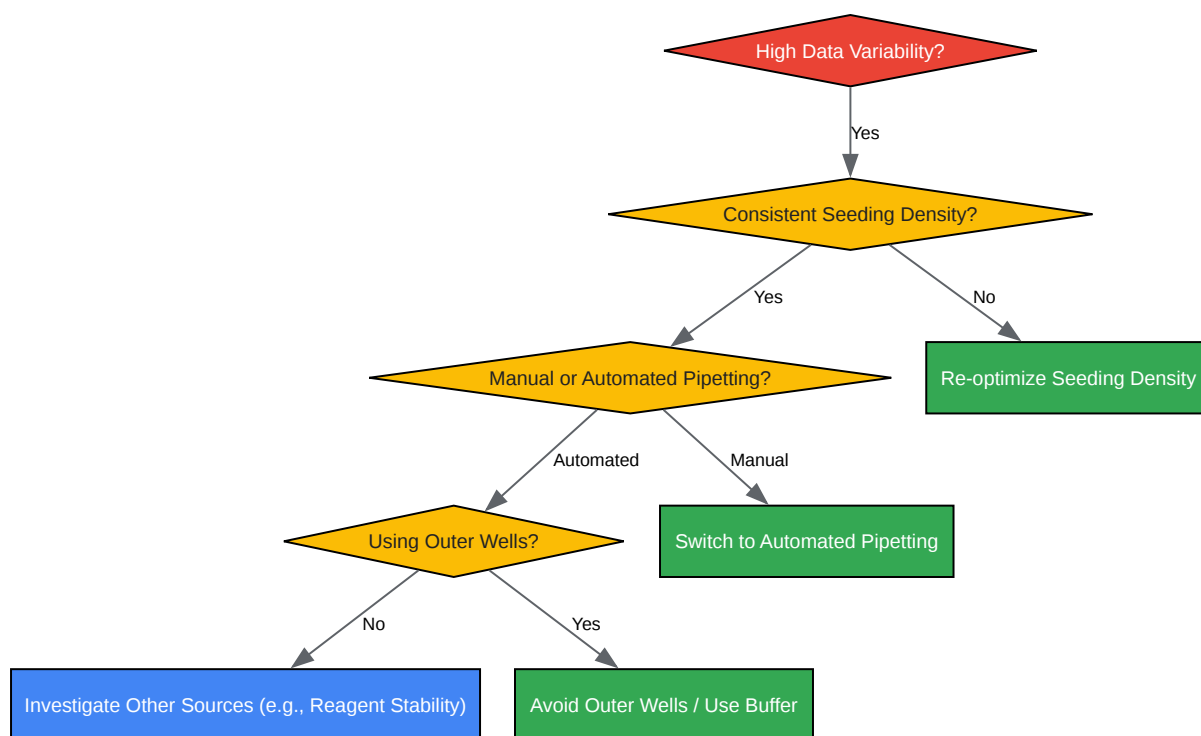 High Data Variability?
Yes
Consistent Seeding Density?
Yes
No
Manual or Automated Pipetting?
Re-optimize Seeding Density
Automated
Manual
Using Outer Wells?
Switch to Automated Pipetting
No
Yes
Investigate Other Sources (e.g., Reagent Stability)
Avoid Outer Wells / Use Buffer